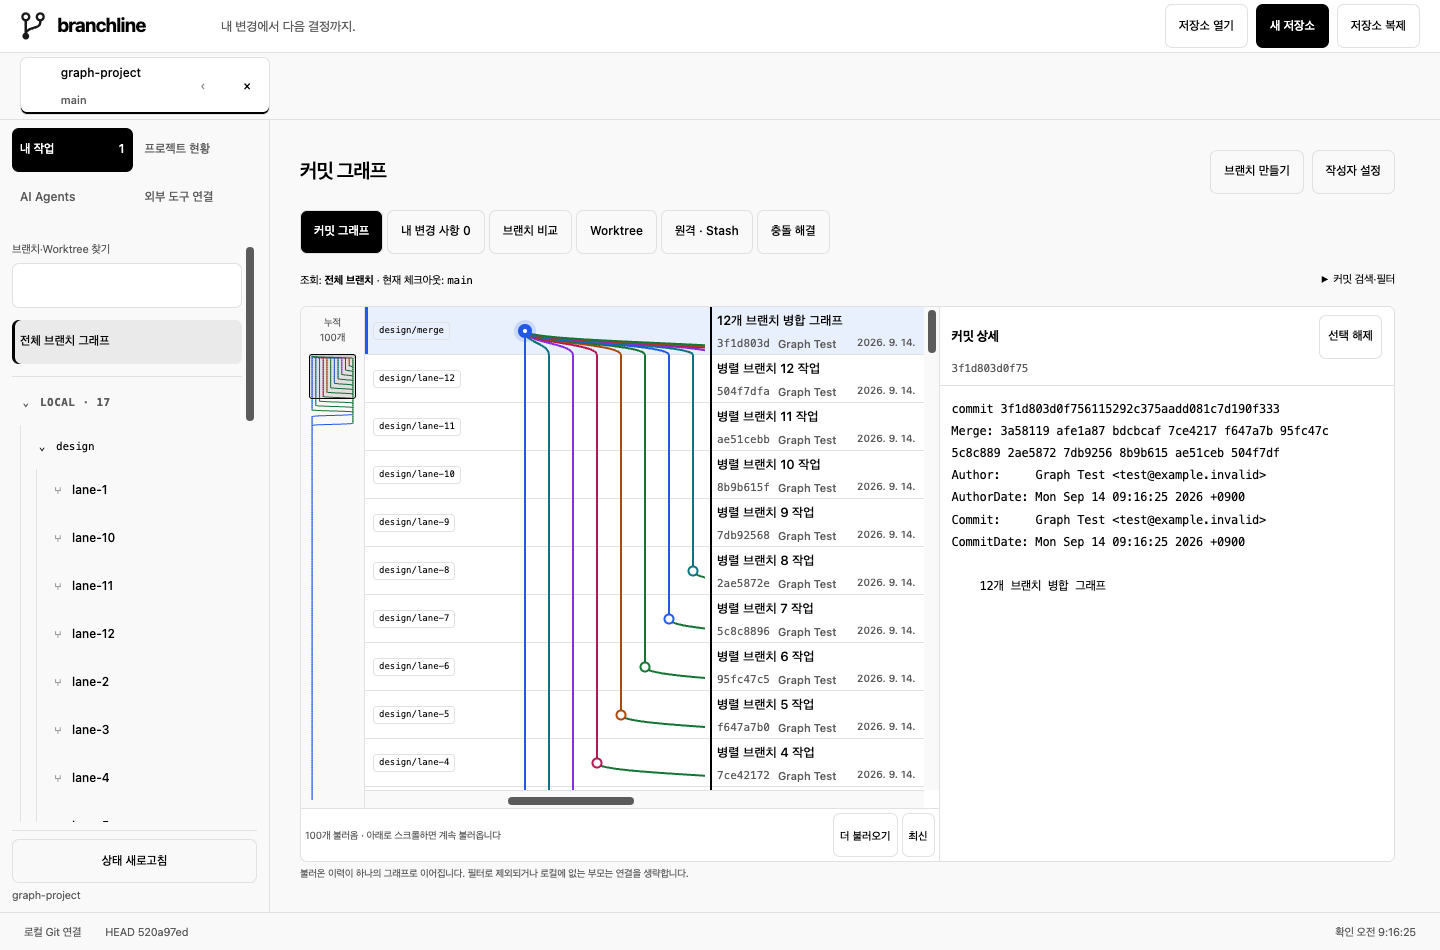 branchline
내 변경에서 다음 결정까지.
저장소 열기
새 저장소
저장소 복제
graph-project
main
내 작업 1
프로젝트 현황
AI Agents
외부 도구 연결
브랜치·Worktree 찾기
전체 브랜치 그래프
LOCAL · 17
design
lane-1
lane-10
lane-11
lane-12
lane-2
lane-3
lane-4
상태 새로고침
graph-project
커밋 그래프
브랜치 만들기
작성자 설정
커밋 그래프
내 변경 사항 0
브랜치 비교
Worktree
원격 · Stash
충돌 해결
조회: 전체 브랜치 · 현재 체크아웃: main
▶ 커밋 검색·필터
누적
100개
design/merge
12개 브랜치 병합 그래프
3f1d803d Graph Test 2026. 9. 14.
design/lane-12
병렬 브랜치 12 작업
504f7dfa Graph Test 2026. 9. 14.
design/lane-11
병렬 브랜치 11 작업
ae51cebb Graph Test 2026. 9. 14.
design/lane-10
병렬 브랜치 10 작업
8b9b615f Graph Test 2026. 9. 14.
design/lane-9
병렬 브랜치 9 작업
7db92568 Graph Test 2026. 9. 14.
design/lane-8
병렬 브랜치 8 작업
2ae5872e Graph Test 2026. 9. 14.
design/lane-7
병렬 브랜치 7 작업
5c8c8896 Graph Test 2026. 9. 14.
design/lane-6
병렬 브랜치 6 작업
95fc47c5 Graph Test 2026. 9. 14.
design/lane-5
병렬 브랜치 5 작업
f647a7b0 Graph Test 2026. 9. 14.
design/lane-4
병렬 브랜치 4 작업
7ce42172 Graph Test 2026. 9. 14.
100개 불러옴 · 아래로 스크롤하면 계속 불러옵니다
더 불러오기
최신
불러온 이력이 하나의 그래프로 이어집니다. 필터로 제외되거나 로컬에 없는 부모는 연결을 생략합니다.
커밋 상세
선택 해제
3f1d803d0f75
commit 3f1d803d0f756115292c375aadd081c7d190f333
Merge: 3a58119 afe1a87 bdcbcaf 7ce4217 f647a7b 95fc47c
5c8c889 2ae5872 7db9256 8b9b615 ae51ceb 504f7df
Author: Graph Test <test@example.invalid>
AuthorDate: Mon Sep 14 09:16:25 2026 +0900
Commit: Graph Test <test@example.invalid>
CommitDate: Mon Sep 14 09:16:25 2026 +0900
12개 브랜치 병합 그래프
로컬 Git 연결
HEAD 520a97ed
확인 오전 9:16:25